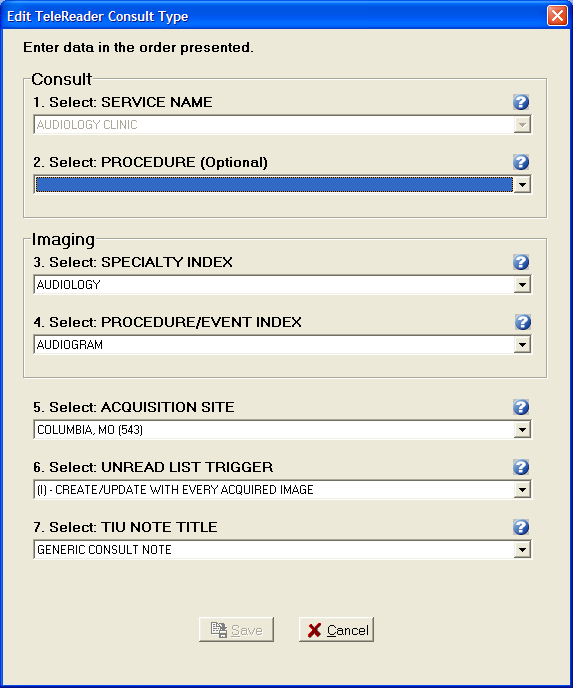 Edit TeleReader Consult Type
Enter data in the order presented.
Consult
1. Select: SERVICE NAME
AUDIOLOGY CLINIC
2. Select: PROCEDURE (Optional)
Imaging
3. Select: SPECIALTY INDEX
AUDIOLOGY
4. Select: PROCEDURE/EVENT INDEX
AUDIOGRAM
5. Select: ACQUISITION SITE
COLUMBIA, MO (543)
6. Select: UNREAD LIST TRIGGER
(I) - CREATE/UPDATE WITH EVERY ACQUIRED IMAGE
7. Select: TIU NOTE TITLE
GENERIC CONSULT NOTE
Save Cancel